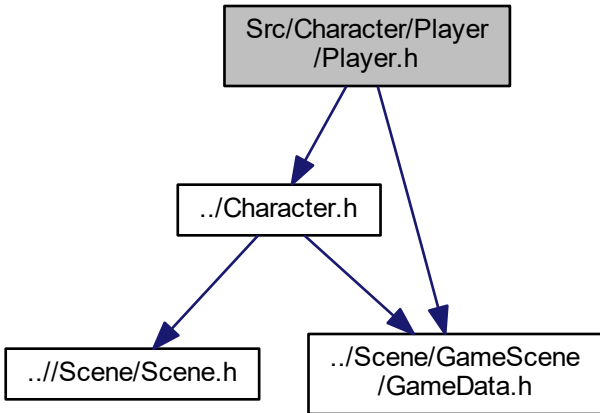 Src/Character/Player
/Player.h
../Character.h
..//Scene/Scene.h
../Scene/GameScene
/GameData.h